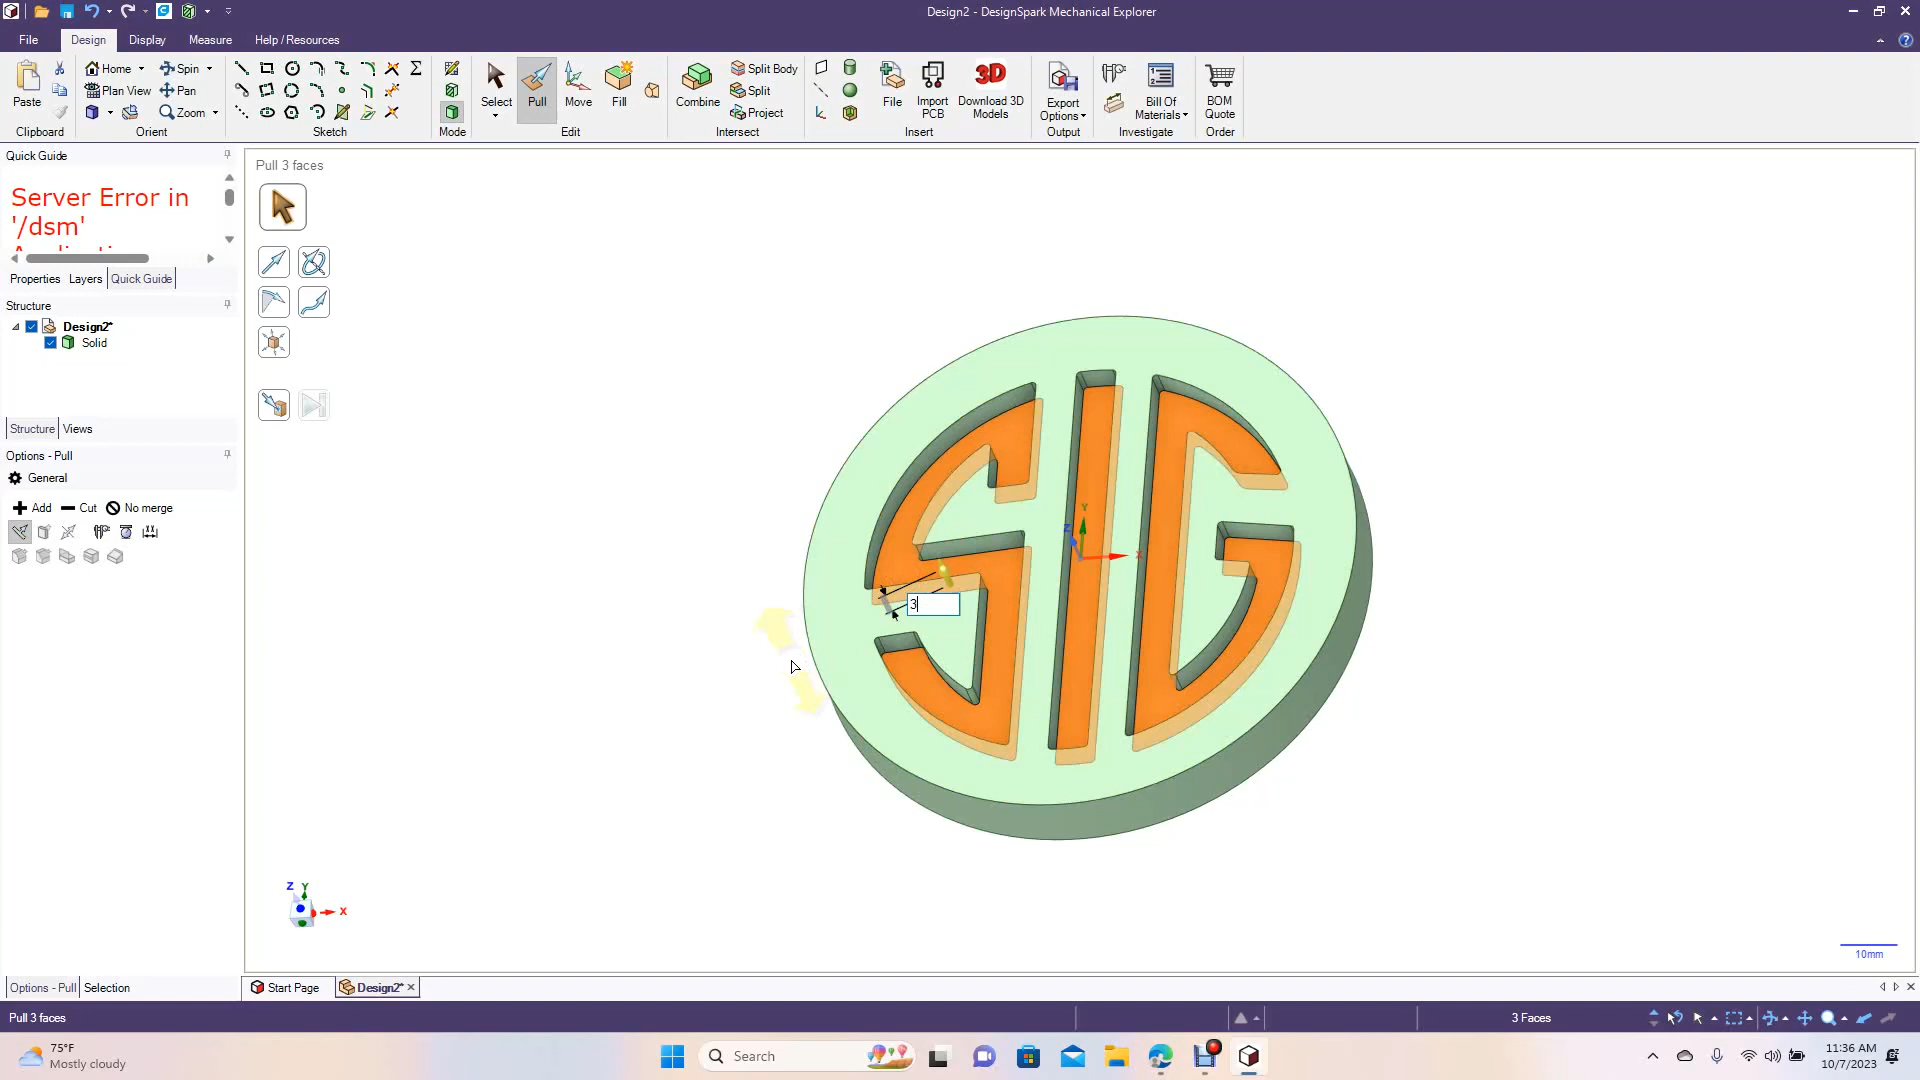 Design2 - DesignSpark Mechanical Explorer
File Design Display Measure Help / Resources
Paste
Clipboard
Home Spin
Plan View Pan
Zoom
Orient
Sketch
Mode
Select Pull Move Fill
Edit
Combine Split Body
Split
Project
Intersect
File Import PCB 3D Download 3D Models
Insert
Export Options
Output
Bill Of Materials
Investigate
BOM Quote
Order
Quick Guide
Server Error in
'/dsm'
Properties Layers Quick Guide
Structure
Design2*
Solid
Structure Views
Options - Pull
General
Add Cut No merge
Options - Pull Selection
Pull 3 faces
SIG
3
Y
Z
X
Z Y
X
10mm
Start Page Design2*
Pull 3 faces
3 Faces
75°F
Mostly cloudy
Search
11:36 AM
10/7/2023